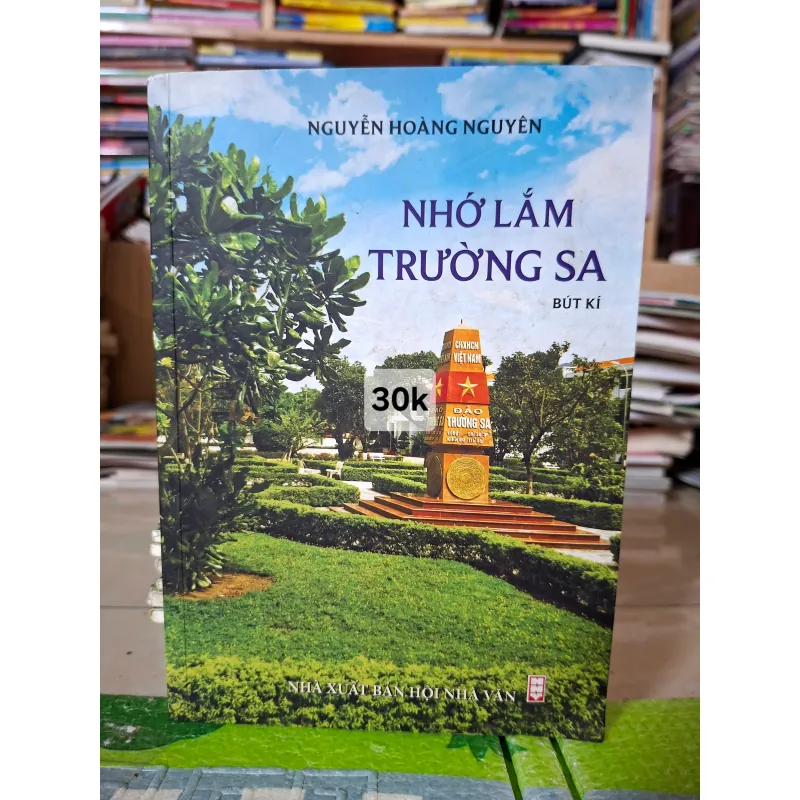 NGUYỄN HOÀNG NGUYÊN
NHỚ LẮM
TRƯỜNG SA
BÚT KÍ
CHXHCN
VIỆT NAM
30k
ĐẢO
TRƯỜNG SA
NHÀ XUẤT BẢN HỘI NHÀ VĂN